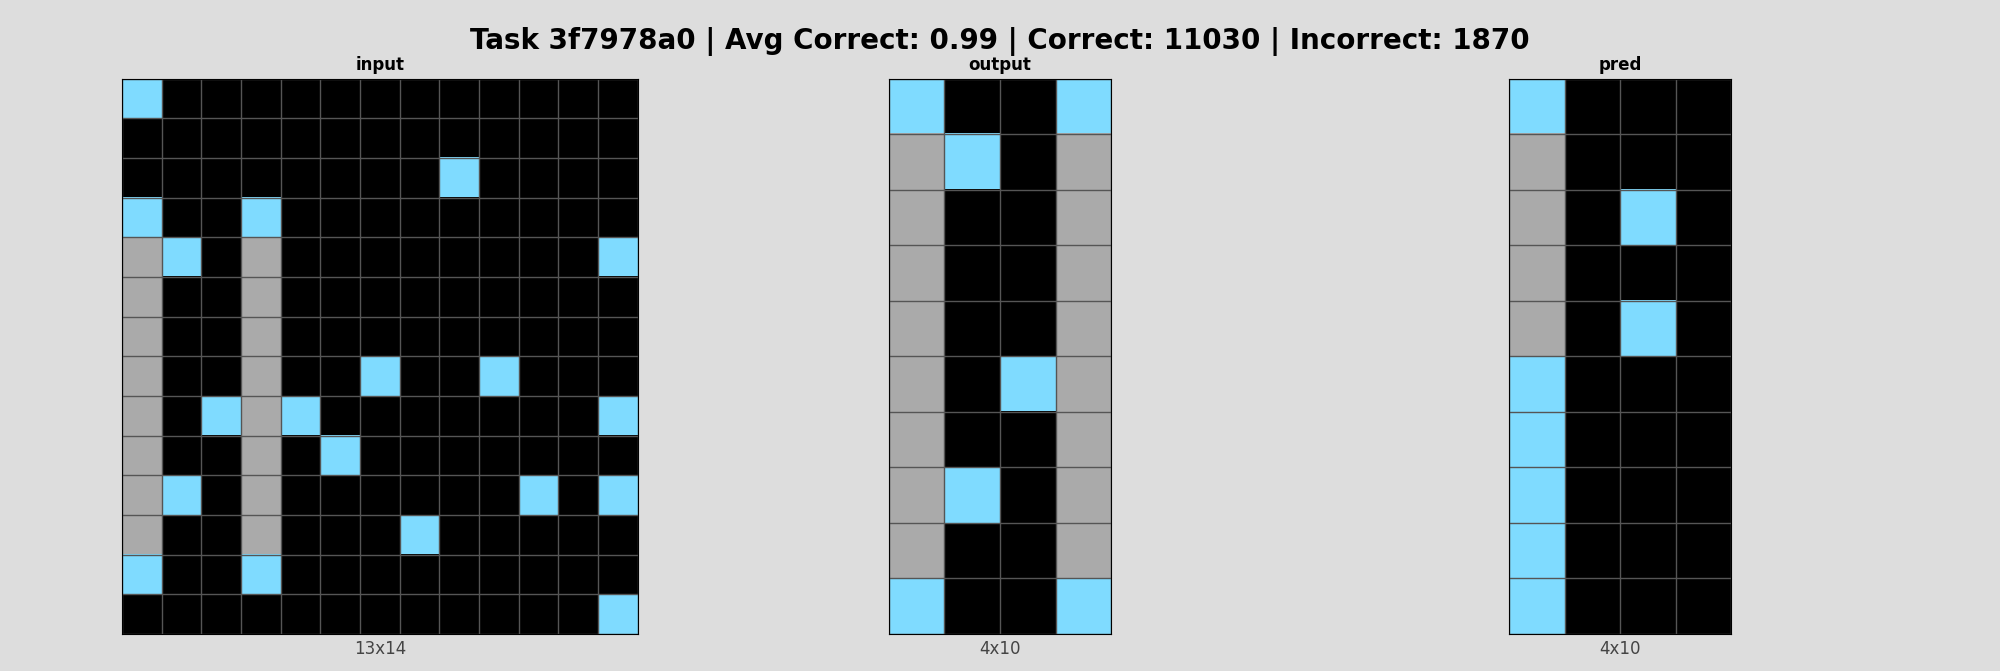 Task 3f7978a0 | Avg Correct: 0.99 | Correct: 11030 | Incorrect: 1870
input
output
pred
13x14
4x10
4x10